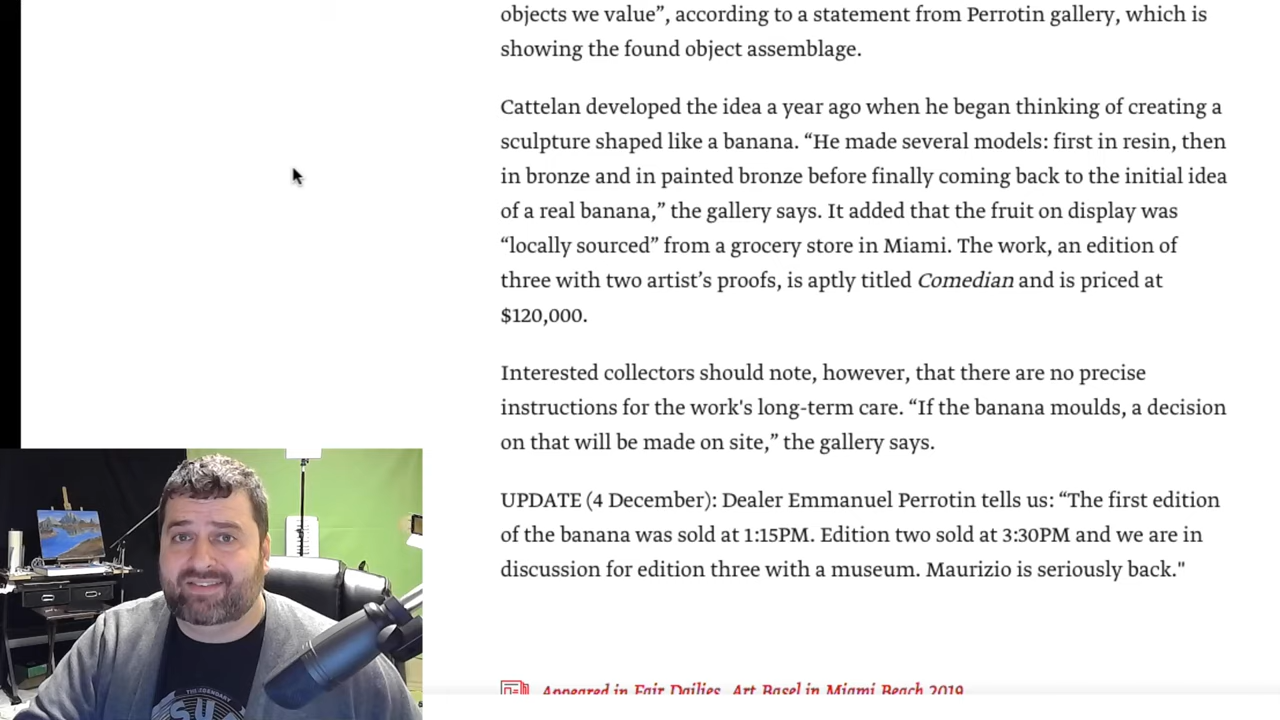 objects we value”, according to a statement from Perrotin gallery, which is
showing the found object assemblage.
Cattelan developed the idea a year ago when he began thinking of creating a
sculpture shaped like a banana. “He made several models: first in resin, then
in bronze and in painted bronze before finally coming back to the initial idea
of a real banana,” the gallery says. It added that the fruit on display was
“locally sourced” from a grocery store in Miami. The work, an edition of
three with two artist’s proofs, is aptly titled Comedian and is priced at
$120,000.
Interested collectors should note, however, that there are no precise
instructions for the work's long-term care. “If the banana moulds, a decision
on that will be made on site,” the gallery says.
UPDATE (4 December): Dealer Emmanuel Perrotin tells us: “The first edition
of the banana was sold at 1:15PM. Edition two sold at 3:30PM and we are in
discussion for edition three with a museum. Maurizio is seriously back."
Appeared in Fair Dailies, Art Basel in Miami Beach 2019
THE LEGENDARY